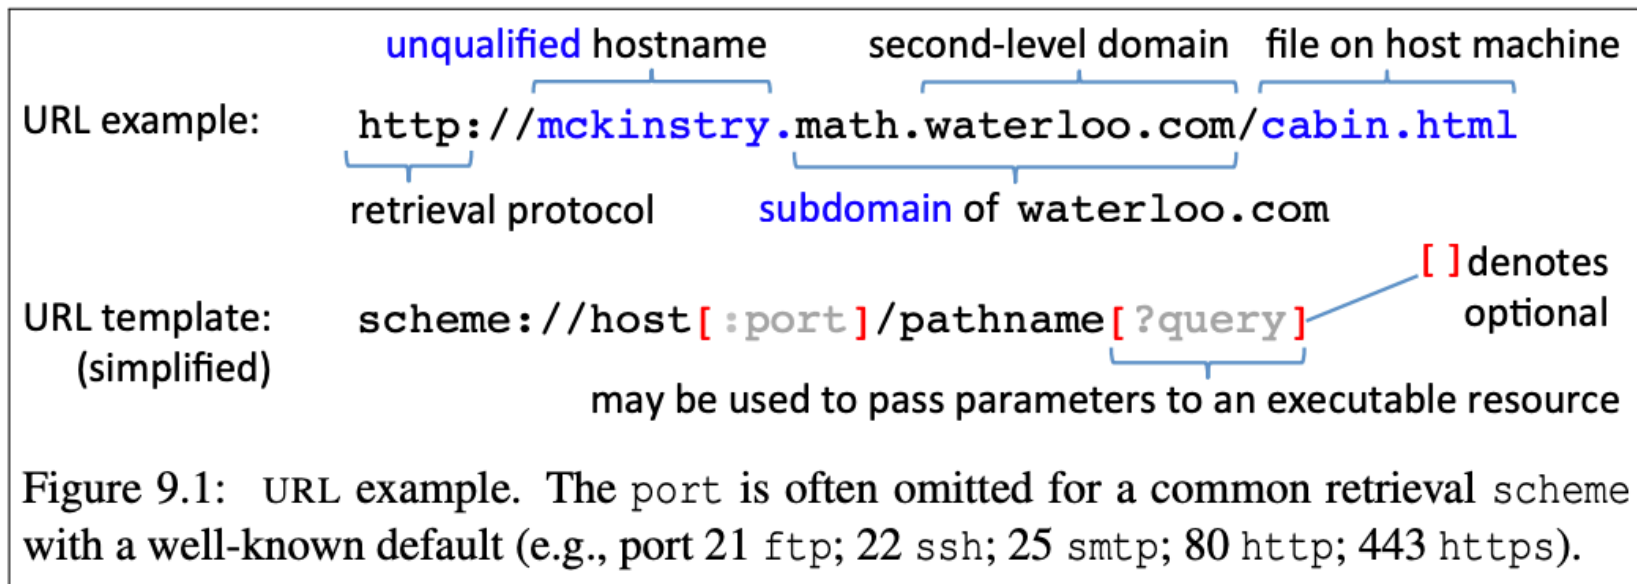 unqualified hostname second-level domain file on host machine
URL example: http://mckinstry.math.waterloo.com/cabin.html
retrieval protocol subdomain of waterloo.com
[ ] denotes
optional
URL template: scheme://host[:port]/pathname[?query]
(simplified)
may be used to pass parameters to an executable resource
Figure 9.1: URL example. The port is often omitted for a common retrieval scheme
with a well-known default (e.g., port 21 ftp; 22 ssh; 25 smtp; 80 http; 443 https).